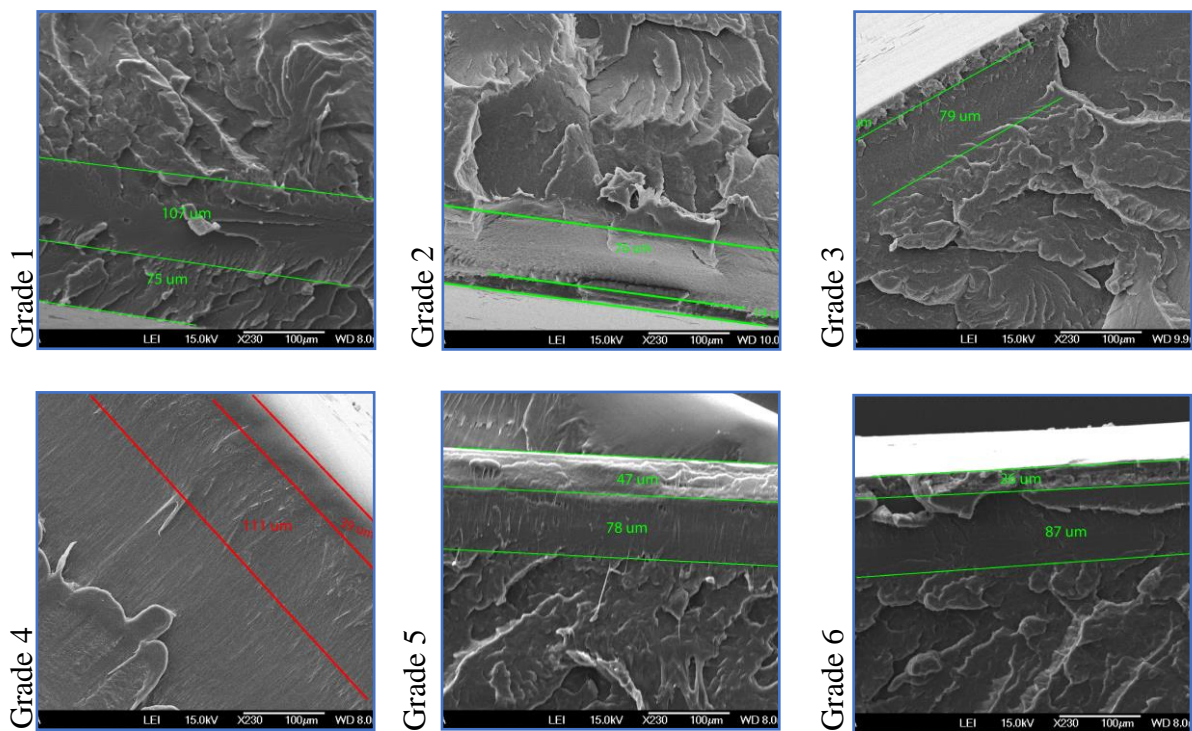 Grade 1
107 um
75 um
LEI 15.0kV X230 100μm WD 8.0
Grade 2
LEI 15.0kV X230 100μm WD 10.0
Grade 3
79 um
LEI 15.0kV X230 100μm WD 9.9
Grade 4
111 um
LEI 15.0kV X230 100μm WD 8.0
Grade 5
47 um
78 um
LEI 15.0kV X230 100μm WD 8.0
Grade 6
87 um
LEI 15.0kV X230 100μm WD 8.0